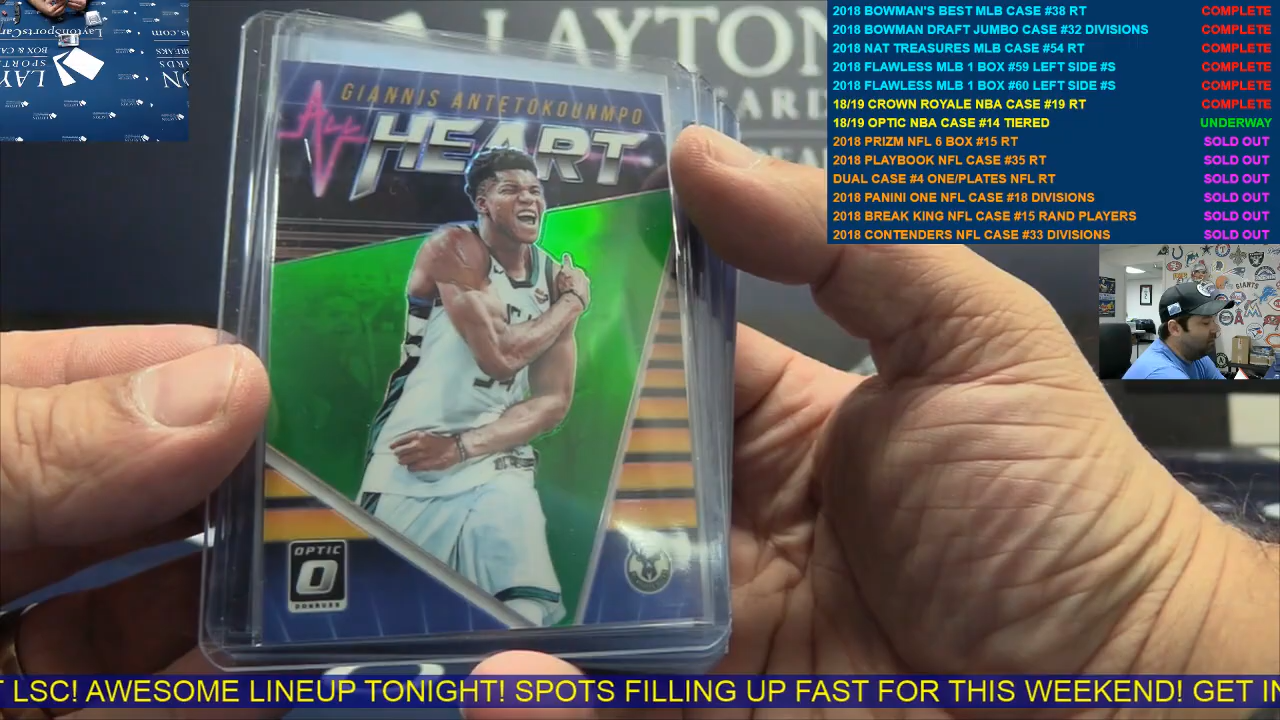 2018 BOWMAN'S BEST MLB CASE #38 RT COMPLETE
2018 BOWMAN DRAFT JUMBO CASE #32 DIVISIONS COMPLETE
2018 NAT TREASURES MLB CASE #54 RT COMPLETE
2018 FLAWLESS MLB 1 BOX #59 LEFT SIDE #S COMPLETE
2018 FLAWLESS MLB 1 BOX #60 LEFT SIDE #S COMPLETE
18/19 CROWN ROYALE NBA CASE #19 RT COMPLETE
18/19 OPTIC NBA CASE #14 TIERED UNDERWAY
2018 PRIZM NFL 6 BOX #15 RT SOLD OUT
2018 PLAYBOOK NFL CASE #35 RT SOLD OUT
DUAL CASE #4 ONE/PLATES NFL RT SOLD OUT
2018 PANINI ONE NFL CASE #18 DIVISIONS SOLD OUT
2018 BREAK KING NFL CASE #15 RAND PLAYERS SOLD OUT
2018 CONTENDERS NFL CASE #33 DIVISIONS SOLD OUT
LAYTON
GIANNIS ANTETOKOUNMPO
HEART
OPTIC
O
DONRUSS
GIANTS
T LSC! AWESOME LINEUP TONIGHT! SPOTS FILLING UP FAST FOR THIS WEEKEND! GET IN